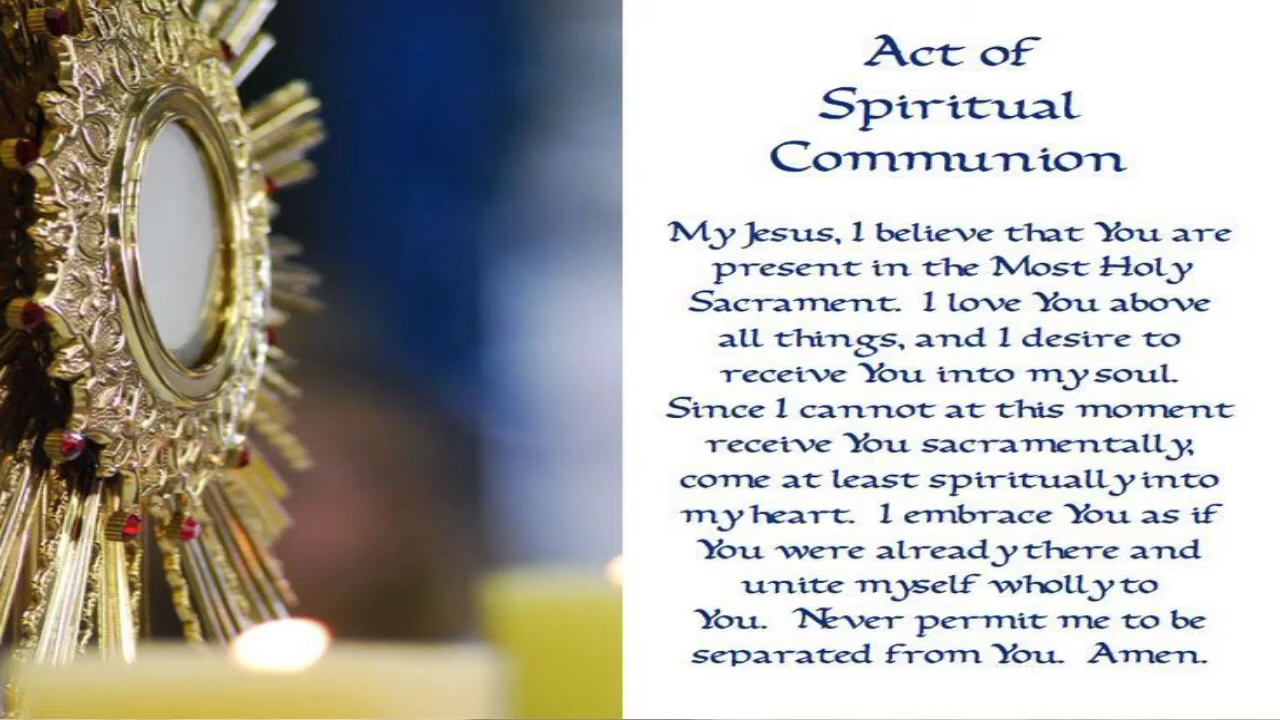 Act of
Spiritual
Communion
My Jesus, I believe that You are
present in the Most Holy
Sacrament. I love You above
all things, and I desire to
receive You into my soul.
Since I cannot at this moment
receive You sacramentally,
come at least spiritually into
my heart. I embrace You as if
You were already there and
unite myself wholly to
You. Never permit me to be
separated from You. Amen.